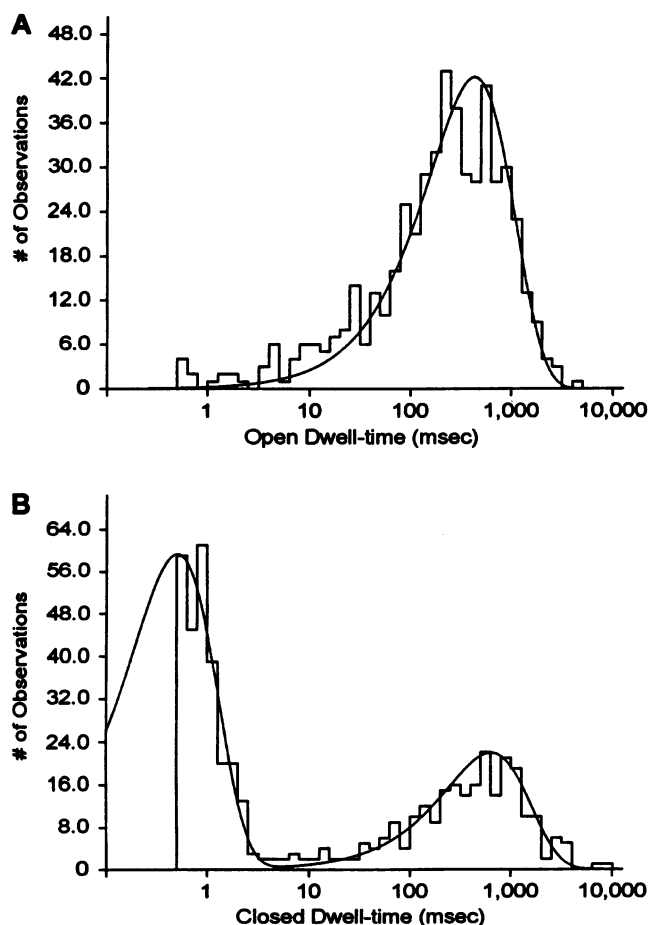 A
48.0
42.0
36.0
30.0
24.0
18.0
12.0
6.0
0
# of Observations
1 10 100 1,000 10,000
Open Dwell-time (msec)
B
64.0
56.0
48.0
40.0
32.0
24.0
16.0
8.0
0
# of Observations
1 10 100 1,000 10,000
Closed Dwell-time (msec)